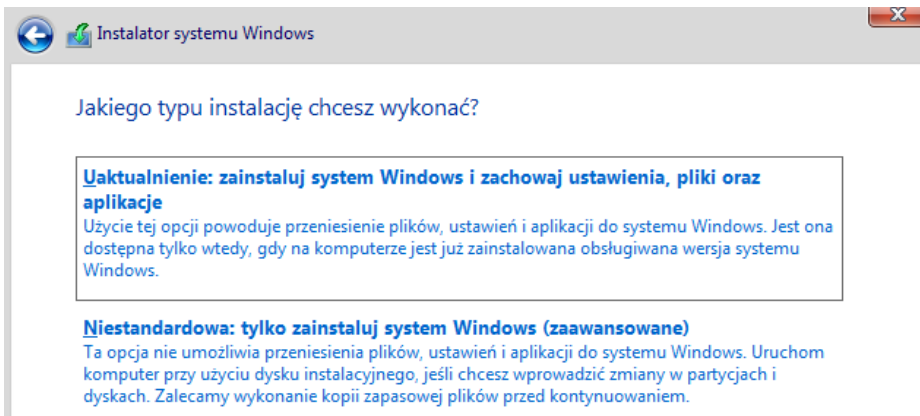 Instalator systemu Windows
Jakiego typu instalację chcesz wykonać?
Uaktualnienie: zainstaluj system Windows i zachowaj ustawienia, pliki oraz
aplikacje
Użycie tej opcji powoduje przeniesienie plików, ustawień i aplikacji do systemu Windows. Jest ona
dostępna tylko wtedy, gdy na komputerze jest już zainstalowana obsługiwana wersja systemu
Windows.
Niestandardowa: tylko zainstaluj system Windows (zaawansowane)
Ta opcja nie umożliwia przeniesienia plików, ustawień i aplikacji do systemu Windows. Uruchom
komputer przy użyciu dysku instalacyjnego, jeśli chcesz wprowadzić zmiany w partycjach i
dyskach. Zalecamy wykonanie kopii zapasowej plików przed kontynuowaniem.